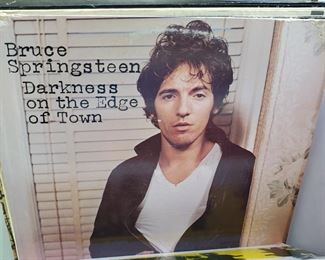 Bruce
Springsteen
Darkness
on the Edge
of Town